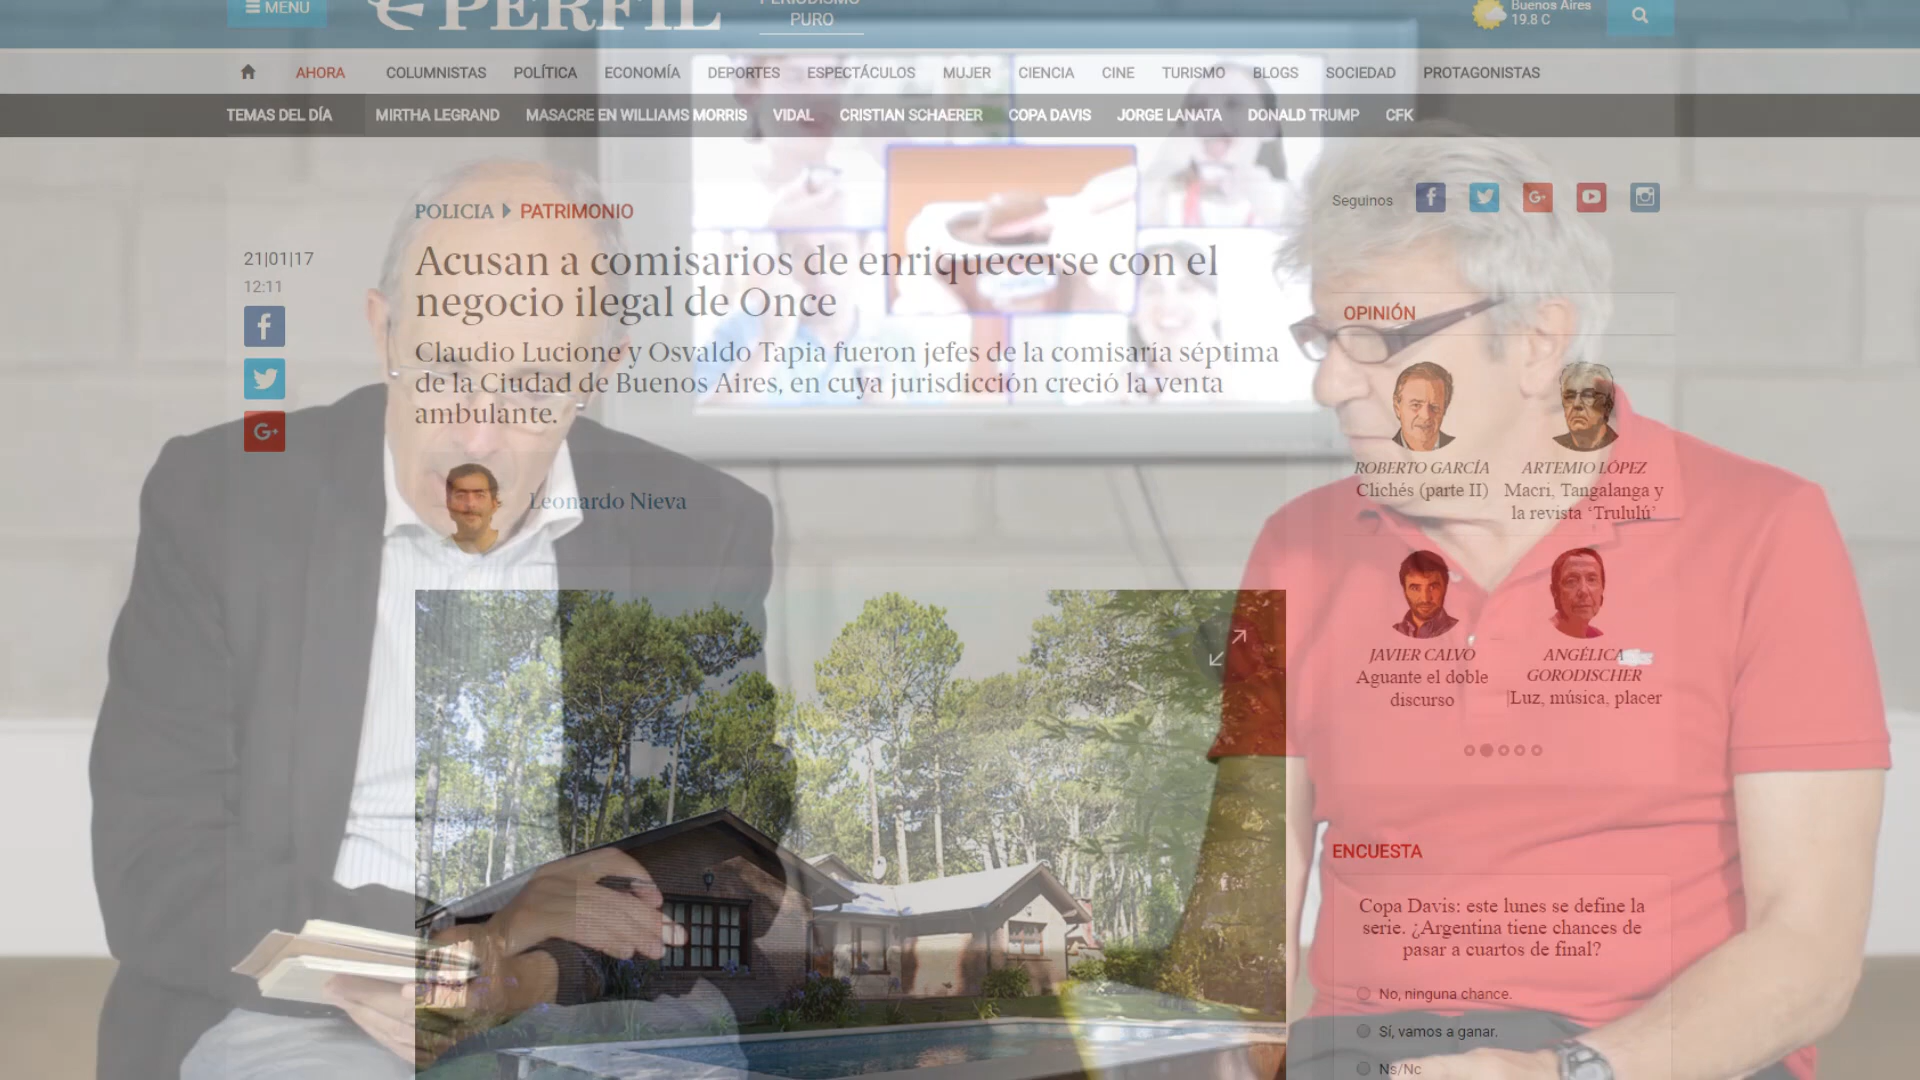 MENU
PERFIL
PERIODISMO
PURO
Buenos Aires
19.8 C
AHORA COLUMNISTAS POLÍTICA ECONOMÍA DEPORTES ESPECTÁCULOS MUJER CIENCIA CINE TURISMO BLOGS SOCIEDAD PROTAGONISTAS
TEMAS DEL DÍA MIRTHA LEGRAND MASACRE EN WILLIAMS MORRIS VIDAL CRISTIAN SCHAERER COPA DAVIS JORGE LANATA DONALD TRUMP CFK
POLICIA PATRIMONIO
21|01|17
12:11
Acusan a comisarios de enriquecerse con el
negocio ilegal de Once
Claudio Lucione y Osvaldo Tapia fueron jefes de la comisaría séptima
de la Ciudad de Buenos Aires, en cuya jurisdicción creció la venta
ambulante.
Leonardo Nieva
Seguinos
OPINIÓN
ROBERTO GARCÍA
Clichés (parte II)
ARTEMIO LÓPEZ
Macri, Tangalanga y
la revista ‘Trululú’
JAVIER CALVO
Aguante el doble
discurso
ANGÉLICA
GORODISCHER
|Luz, música, placer
ENCUESTA
Copa Davis: este lunes se define la
serie. ¿Argentina tiene chances de
pasar a cuartos de final?
No, ninguna chance.
Sí, vamos a ganar.
Ns/Nc